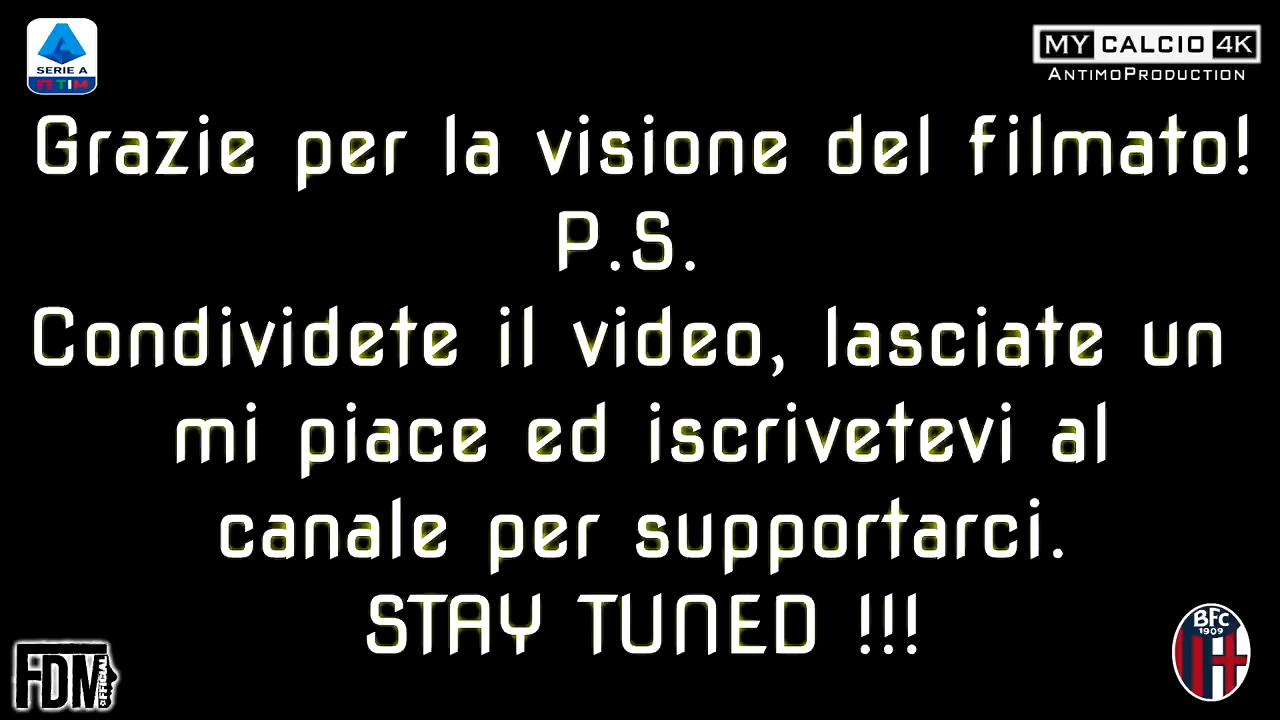 SERIE A
TIM
MY CALCIO 4K
AntimoProduction
Grazie per la visione del filmato!
P.S.
Condividete il video, lasciate un
mi piace ed iscrivetevi al
canale per supportarci.
STAY TUNED !!!
FDM
OFFICIAL
BFC
1909